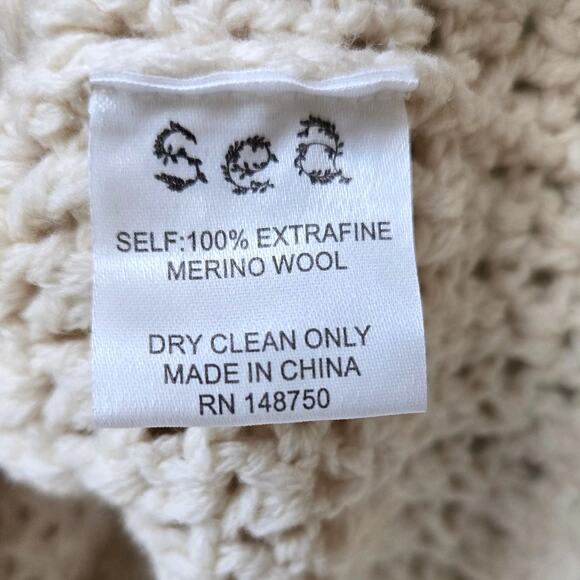 Sea
SELF:100% EXTRAFINE
MERINO WOOL
DRY CLEAN ONLY
MADE IN CHINA
RN 148750